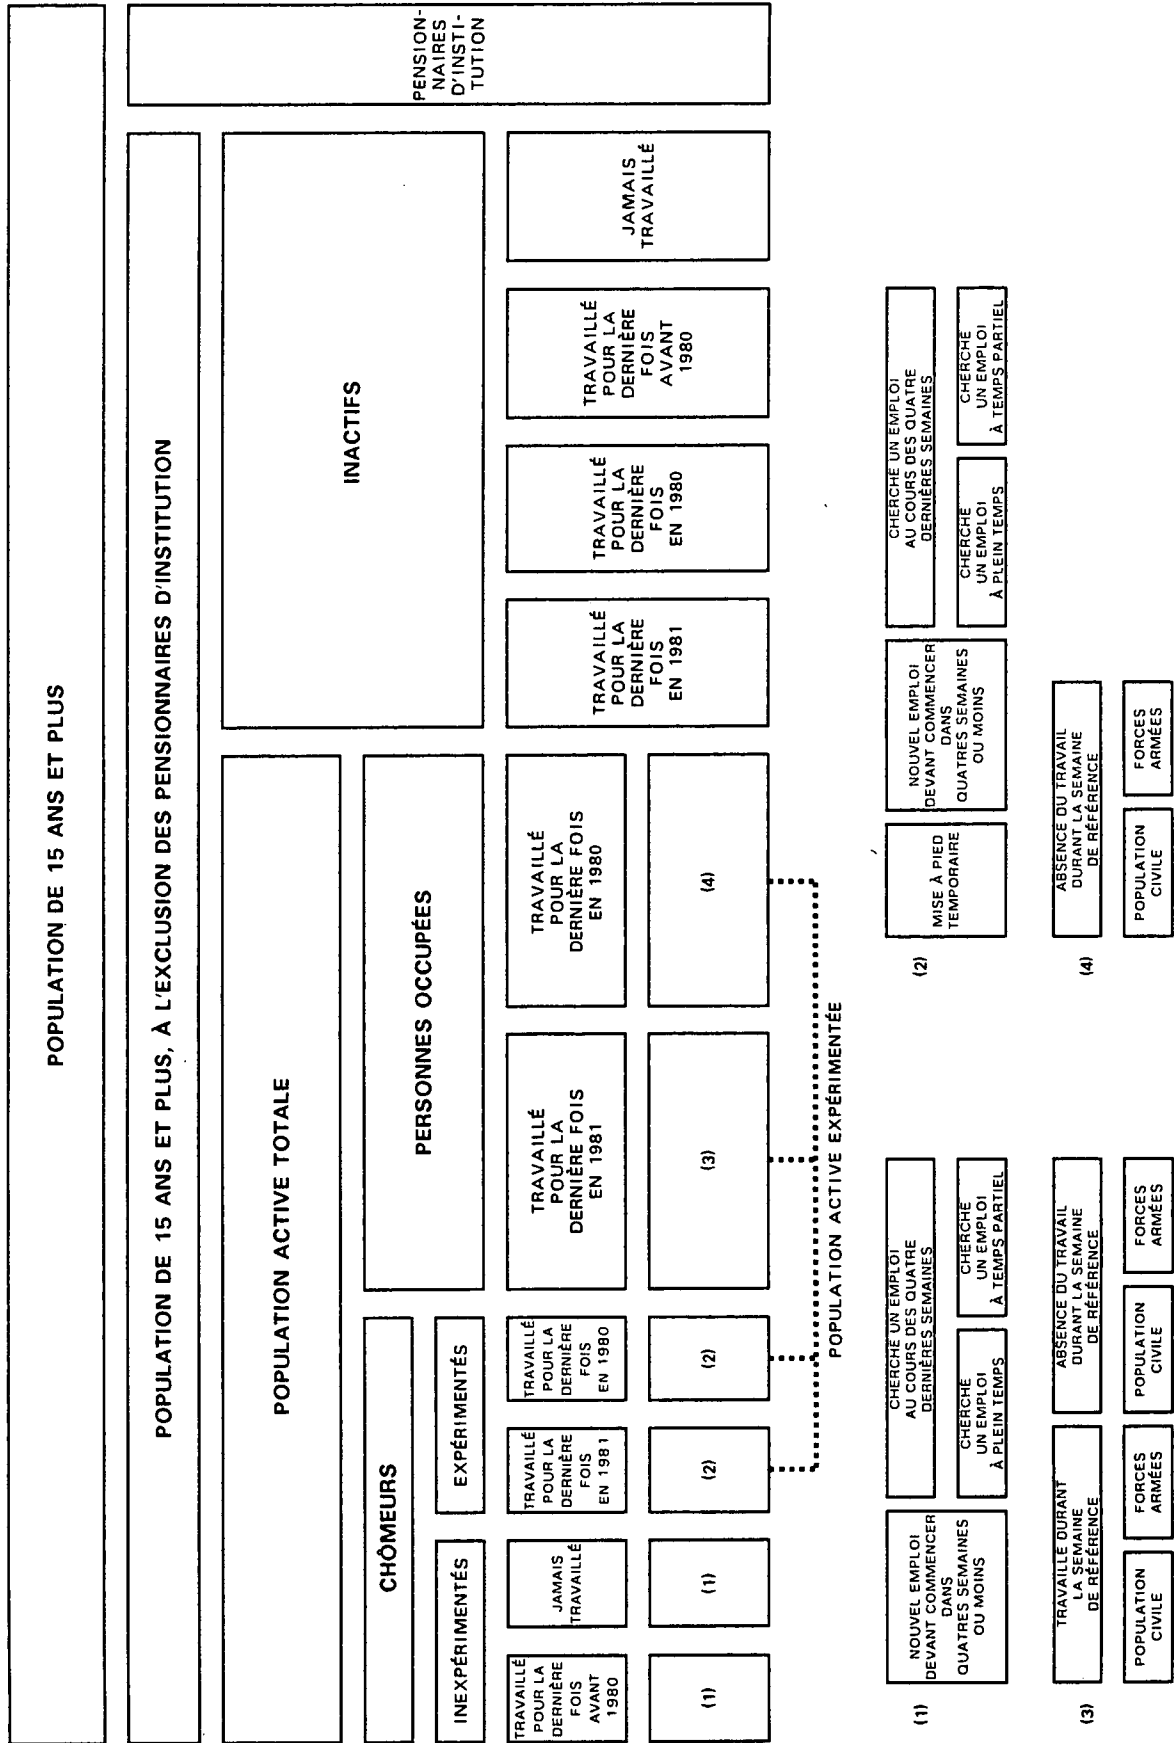 POPULATION DE 15 ANS ET PLUS
POPULATION DE 15 ANS ET PLUS, À L'EXCLUSION DES PENSIONNAIRES D'INSTITUTION
PENSION-
NAIRES
D'INSTI-
TUTION
POPULATION ACTIVE TOTALE
INACTIFS
CHÔMEURS
PERSONNES OCCUPÉES
INEXPÉRIMENTÉS
EXPÉRIMENTÉS
TRAVAILLÉ
POUR LA
DERNIÈRE
FOIS
AVANT
1980
JAMAIS
TRAVAILLÉ
TRAVAILLÉ
POUR LA
DERNIÈRE
FOIS
EN 1981
TRAVAILLÉ
POUR LA
DERNIÈRE
FOIS
EN 1980
TRAVAILLÉ
POUR LA
DERNIÈRE FOIS
EN 1981
TRAVAILLÉ
POUR LA
DERNIÈRE FOIS
EN 1980
TRAVAILLÉ
POUR LA
DERNIÈRE
FOIS
EN 1981
TRAVAILLÉ
POUR LA
DERNIÈRE
FOIS
EN 1980
TRAVAILLÉ
POUR LA
DERNIÈRE
FOIS
AVANT
1980
JAMAIS
TRAVAILLÉ
(1)
(1)
(2)
(2)
(3)
(4)
POPULATION ACTIVE EXPÉRIMENTÉE
(1)
NOUVEL EMPLOI
DEVANT COMMENCER
DANS
QUATRES SEMAINES
OU MOINS
CHERCHÉ UN EMPLOI
AU COURS DES QUATRE
DERNIÈRES SEMAINES
CHERCHÉ
UN EMPLOI
À PLEIN TEMPS
CHERCHÉ
UN EMPLOI
À TEMPS PARTIEL
(2)
MISE À PIED
TEMPORAIRE
NOUVEL EMPLOI
DEVANT COMMENCER
DANS
QUATRES SEMAINES
OU MOINS
CHERCHÉ UN EMPLOI
AU COURS DES QUATRE
DERNIÈRES SEMAINES
CHERCHÉ
UN EMPLOI
À PLEIN TEMPS
CHERCHÉ
UN EMPLOI
À TEMPS PARTIEL
(3)
TRAVAILLÉ DURANT
LA SEMAINE
DE RÉFÉRENCE
POPULATION
CIVILE
FORCES
ARMÉES
ABSENCE DU TRAVAIL
DURANT LA SEMAINE
DE RÉFÉRENCE
POPULATION
CIVILE
FORCES
ARMÉES
(4)
ABSENCE DU TRAVAIL
DURANT LA SEMAINE
DE RÉFÉRENCE
POPULATION
CIVILE
FORCES
ARMÉES